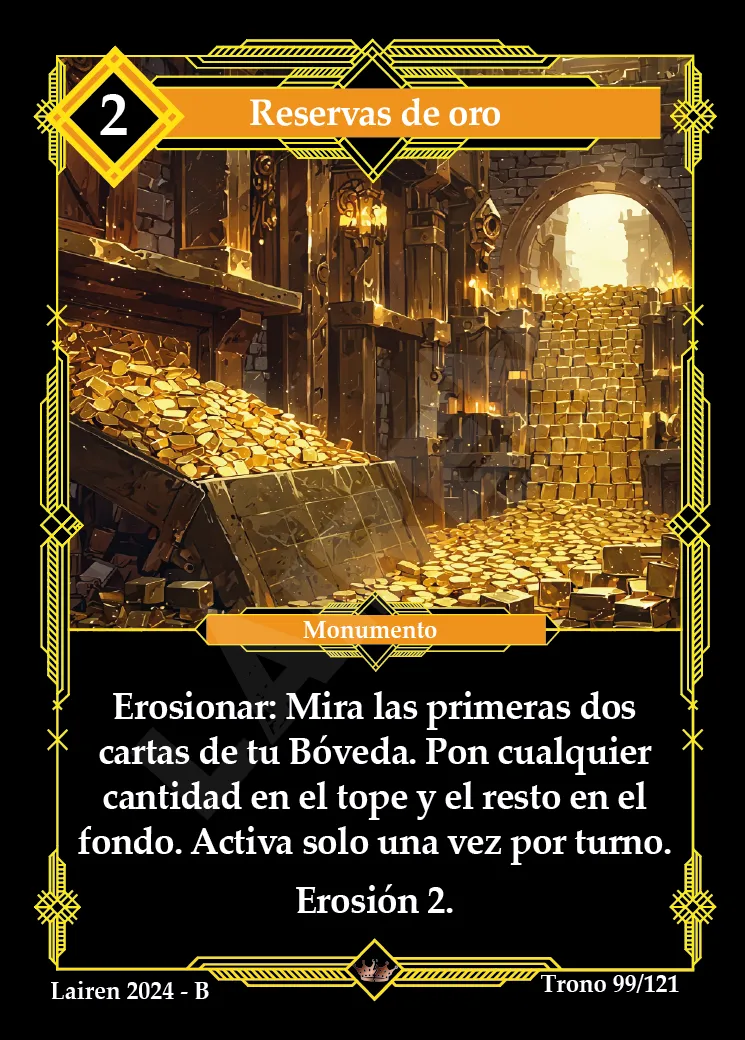 2
Reservas de oro
Monumento
Erosionar: Mira las primeras dos
cartas de tu Bóveda. Pon cualquier
cantidad en el tope y el resto en el
fondo. Activa solo una vez por turno.
Erosión 2.
Lairen 2024 - B
Trono 99/121